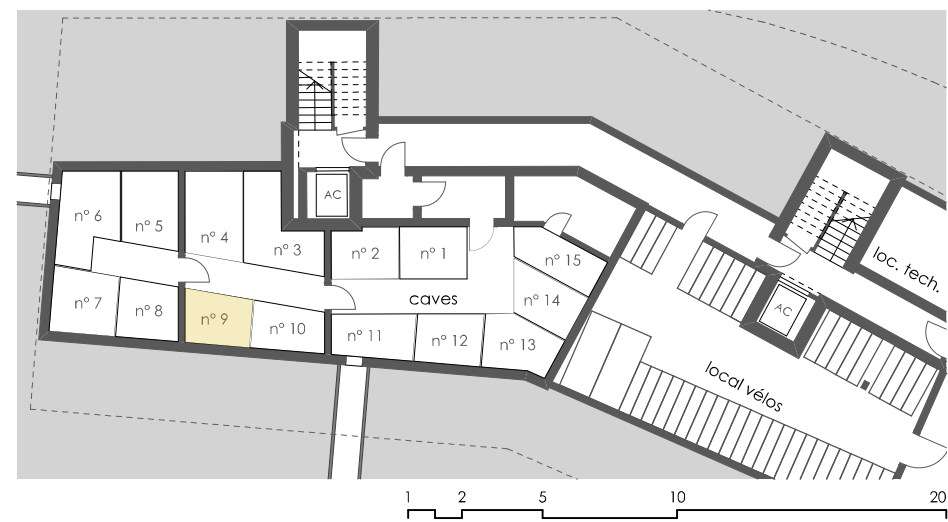 AC
n° 6
n° 5
n° 4
n° 3
n° 2
n° 1
n° 15
loc. tech.
n° 7
n° 8
n° 9
n° 10
caves
n° 14
AC
n° 11
n° 12
n° 13
local vélos
1 2 5 10 20